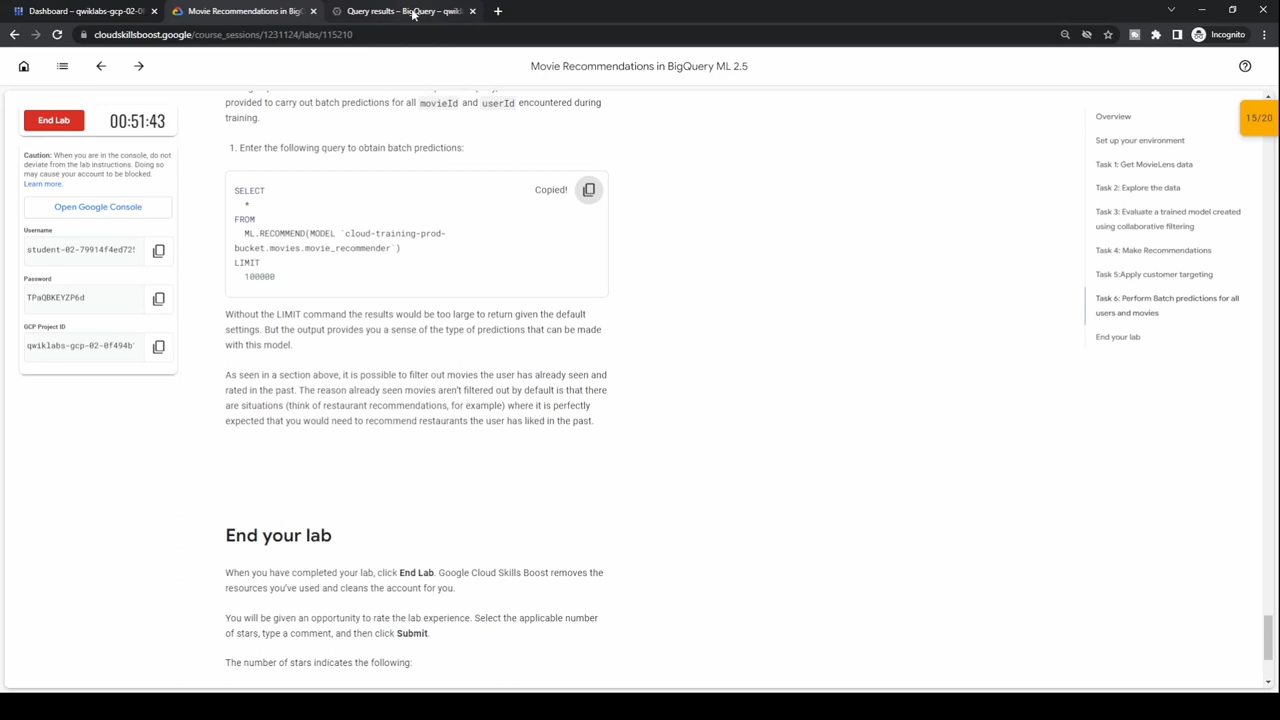 Dashboard – qwiklabs-gcp-02-0f
Movie Recommendations in BigQ
Query results – BigQuery – qwikl
cloudskillsboost.google/course_sessions/1231124/labs/115210
Incognito
Movie Recommendations in BigQuery ML 2.5
End Lab
00:51:43
Caution: When you are in the console, do not
deviate from the lab instructions. Doing so
may cause your account to be blocked.
Learn more.
Open Google Console
Username
student-02-79914f4ed725
Password
TPaQBKEYZP6d
GCP Project ID
qwiklabs-gcp-02-0f494b
provided to carry out batch predictions for all movieId and userId encountered during
training.
1. Enter the following query to obtain batch predictions:
Copied!
SELECT
*
FROM
ML.RECOMMEND(MODEL `cloud-training-prod-
bucket.movies.movie_recommender`)
LIMIT
100000
Without the LIMIT command the results would be too large to return given the default
settings. But the output provides you a sense of the type of predictions that can be made
with this model.
As seen in a section above, it is possible to filter out movies the user has already seen and
rated in the past. The reason already seen movies aren't filtered out by default is that there
are situations (think of restaurant recommendations, for example) where it is perfectly
expected that you would need to recommend restaurants the user has liked in the past.
End your lab
When you have completed your lab, click End Lab. Google Cloud Skills Boost removes the
resources you've used and cleans the account for you.
You will be given an opportunity to rate the lab experience. Select the applicable number
of stars, type a comment, and then click Submit.
The number of stars indicates the following:
Overview
15/20
Set up your environment
Task 1: Get MovieLens data
Task 2: Explore the data
Task 3: Evaluate a trained model created
using collaborative filtering
Task 4: Make Recommendations
Task 5:Apply customer targeting
Task 6: Perform Batch predictions for all
users and movies
End your lab